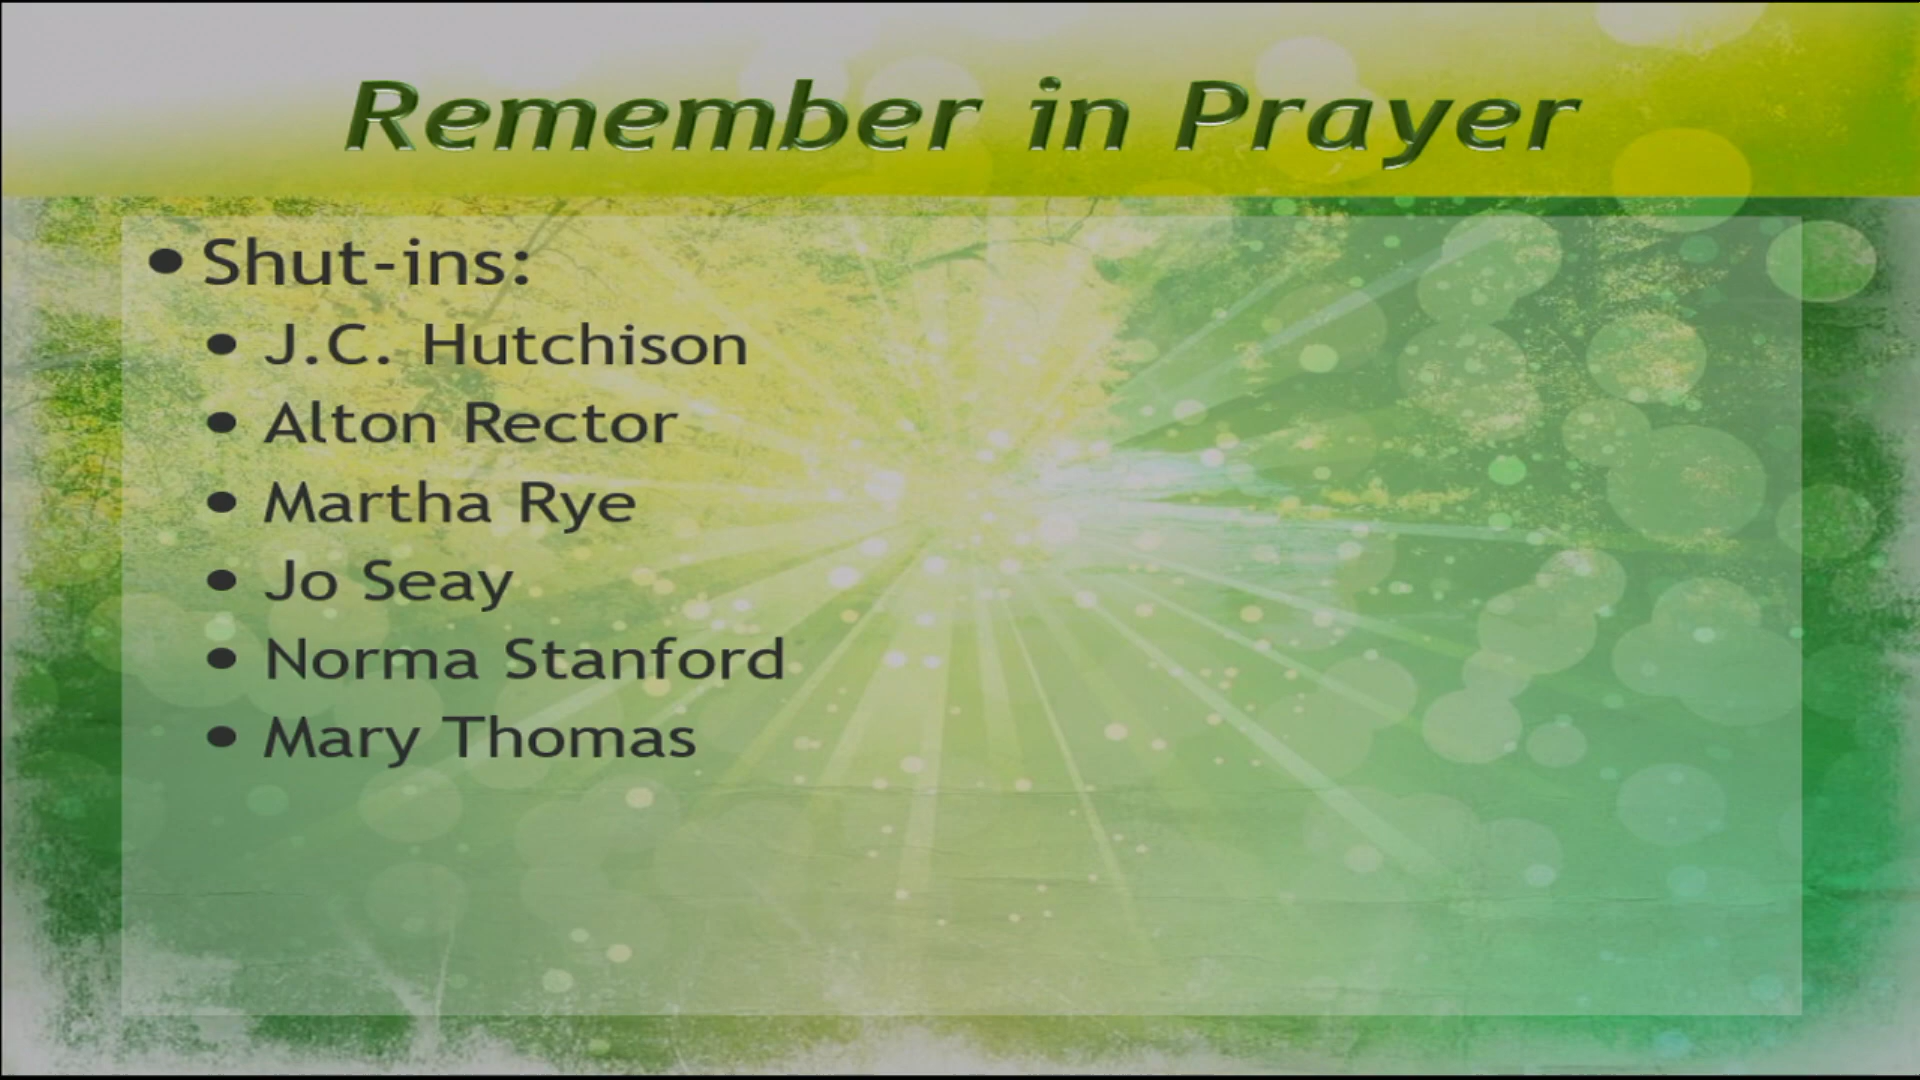 Remember in Prayer
• Shut-ins:
• J.C. Hutchison
• Alton Rector
• Martha Rye
• Jo Seay
• Norma Stanford
• Mary Thomas